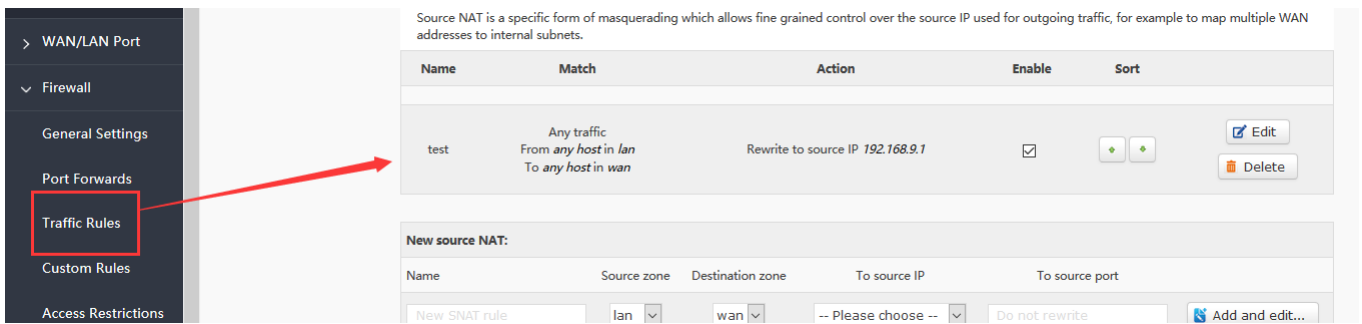 WAN/LAN Port
Firewall
General Settings
Port Forwards
Traffic Rules
Custom Rules
Access Restrictions
Source NAT is a specific form of masquerading which allows fine grained control over the source IP used for outgoing traffic, for example to map multiple WAN
addresses to internal subnets.
Name Match Action Enable Sort
test
Any traffic
From any host in lan
To any host in wan
Rewrite to source IP 192.168.9.1
Edit
Delete
New source NAT:
Name Source zone Destination zone To source IP To source port
New SNAT rule lan wan -- Please choose -- Do not rewrite Add and edit...